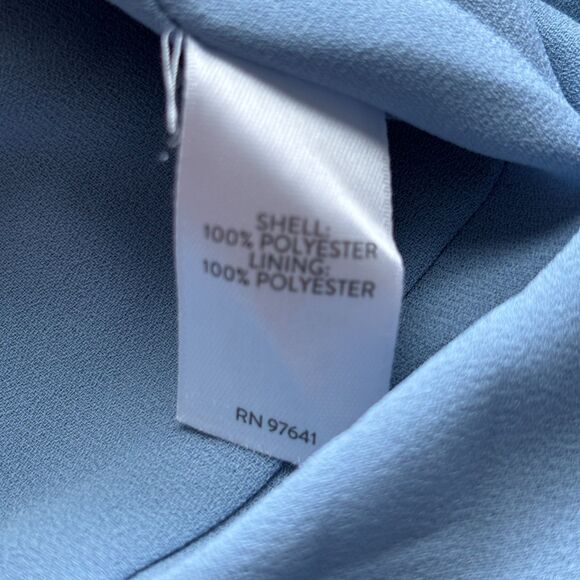 SHELL:
100% POLYESTER
LINING:
100% POLYESTER
RN 97641